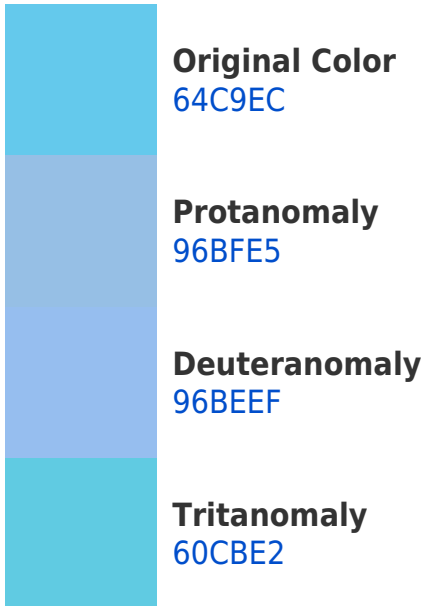 Original Color
64C9EC
Protanomaly
96BFE5
Deuteranomaly
96BEEF
Tritanomaly
60CBE2